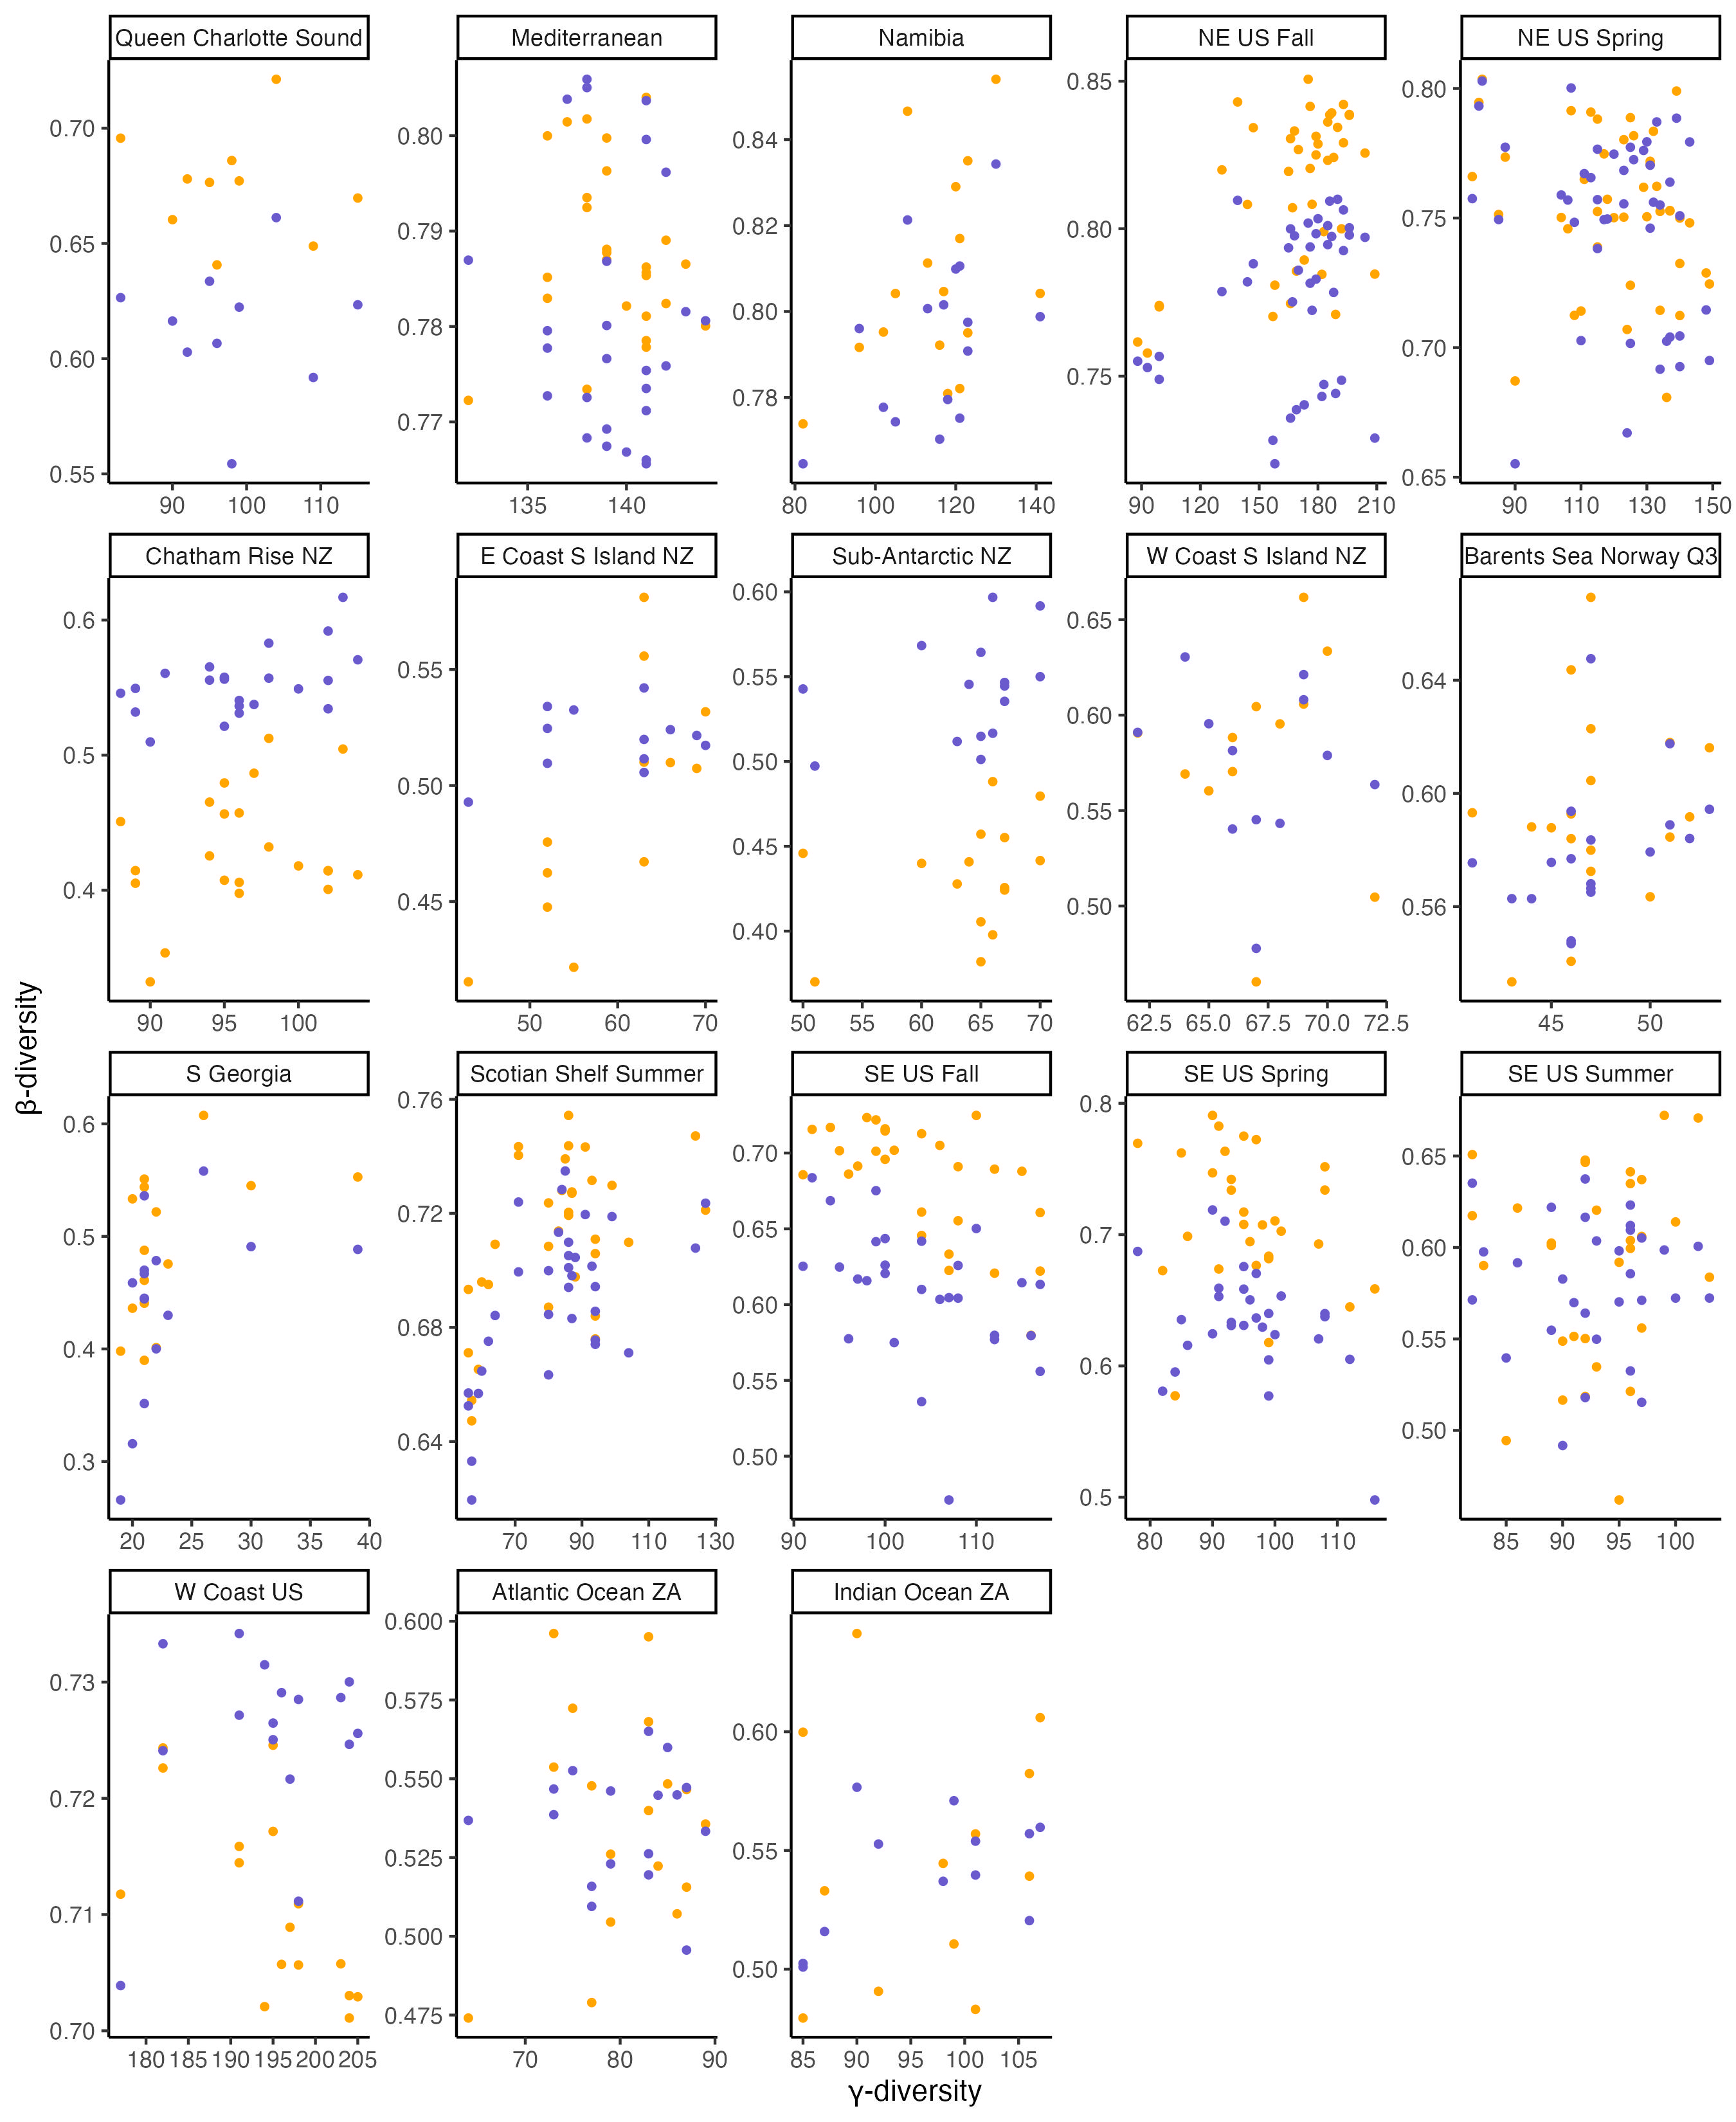 Queen Charlotte Sound Mediterranean Namibia NE US Fall NE US Spring
0.70 0.65 0.60 0.55
90 100 110
0.80 0.79 0.78 0.77
135 140
0.84 0.82 0.80 0.78
80 100 120 140
0.85 0.80 0.75
90 120 150 180 210
0.80 0.75 0.70 0.65
90 110 130 150
Chatham Rise NZ E Coast S Island NZ Sub-Antarctic NZ W Coast S Island NZ Barents Sea Norway Q3
0.6 0.5 0.4
90 95 100
0.55 0.50 0.45
50 60 70
0.60 0.55 0.50 0.45 0.40
50 55 60 65 70
0.65 0.60 0.55 0.50
62.5 65.0 67.5 70.0 72.5
0.64 0.60 0.56
45 50
β-diversity
S Georgia Scotian Shelf Summer SE US Fall SE US Spring SE US Summer
0.6 0.5 0.4 0.3
20 25 30 35 40
0.76 0.72 0.68 0.64
70 90 110 130
0.70 0.65 0.60 0.55 0.50
90 100 110
0.8 0.7 0.6 0.5
80 90 100 110
0.65 0.60 0.55 0.50
85 90 95 100
W Coast US Atlantic Ocean ZA Indian Ocean ZA
0.73 0.72 0.71 0.70
180 185 190 195 200 205
0.600 0.575 0.550 0.525 0.500 0.475
70 80 90
0.60 0.55 0.50
85 90 95 100 105
γ-diversity